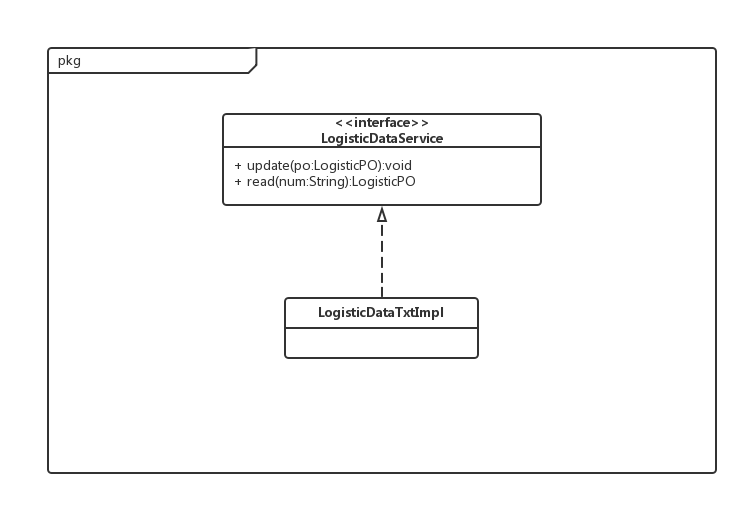 pkg
<<interface>>
LogisticDataService
+ update(po:LogisticPO):void
+ read(num:String):LogisticPO
LogisticDataTxtImpl